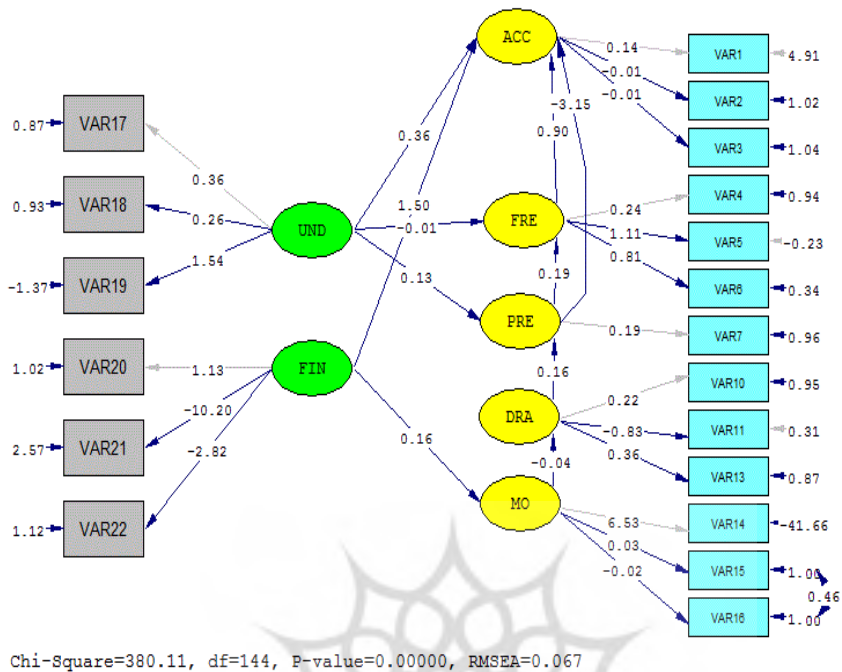 ACC
0.14
VAR1
4.91
-0.01
VAR2
1.02
-0.01
VAR3
1.04
-3.15
0.90
0.87
VAR17
0.36
0.36
VAR4
0.94
0.24
0.93
VAR18
0.26
UND
1.50
-0.01
FRE
1.11
VAR5
-0.23
0.81
-1.37
VAR19
1.54
0.13
0.19
VAR6
0.34
PRE
0.19
VAR7
0.96
1.02
VAR20
1.13
FIN
0.16
VAR10
0.95
0.22
-10.20
DRA
-0.83
VAR11
0.31
2.57
VAR21
-2.82
0.16
0.36
-0.04
VAR13
0.87
MO
6.53
VAR14
-41.66
1.12
VAR22
0.03
VAR15
1.00
-0.02
0.46
VAR16
1.00
Chi-Square=380.11, df=144, P-value=0.00000, RMSEA=0.067